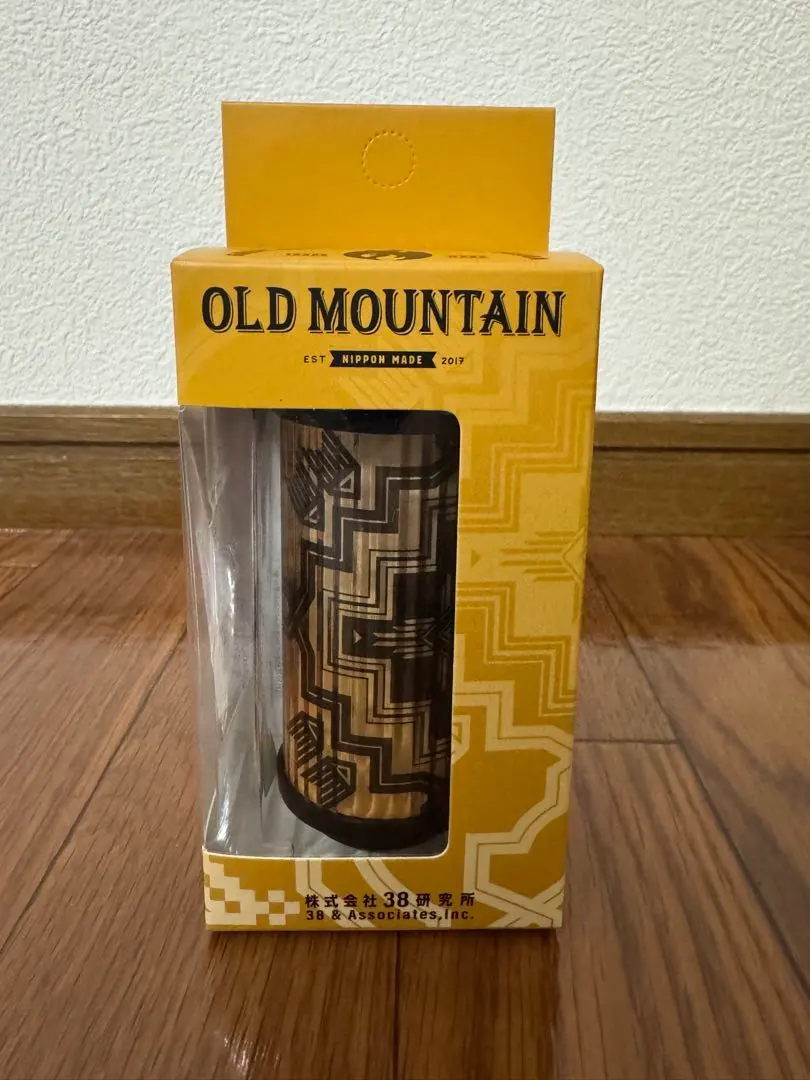 OLD MOUNTAIN
EST NIPPON MADE 2017
株式会社38研究所
38 & Associates,inc.